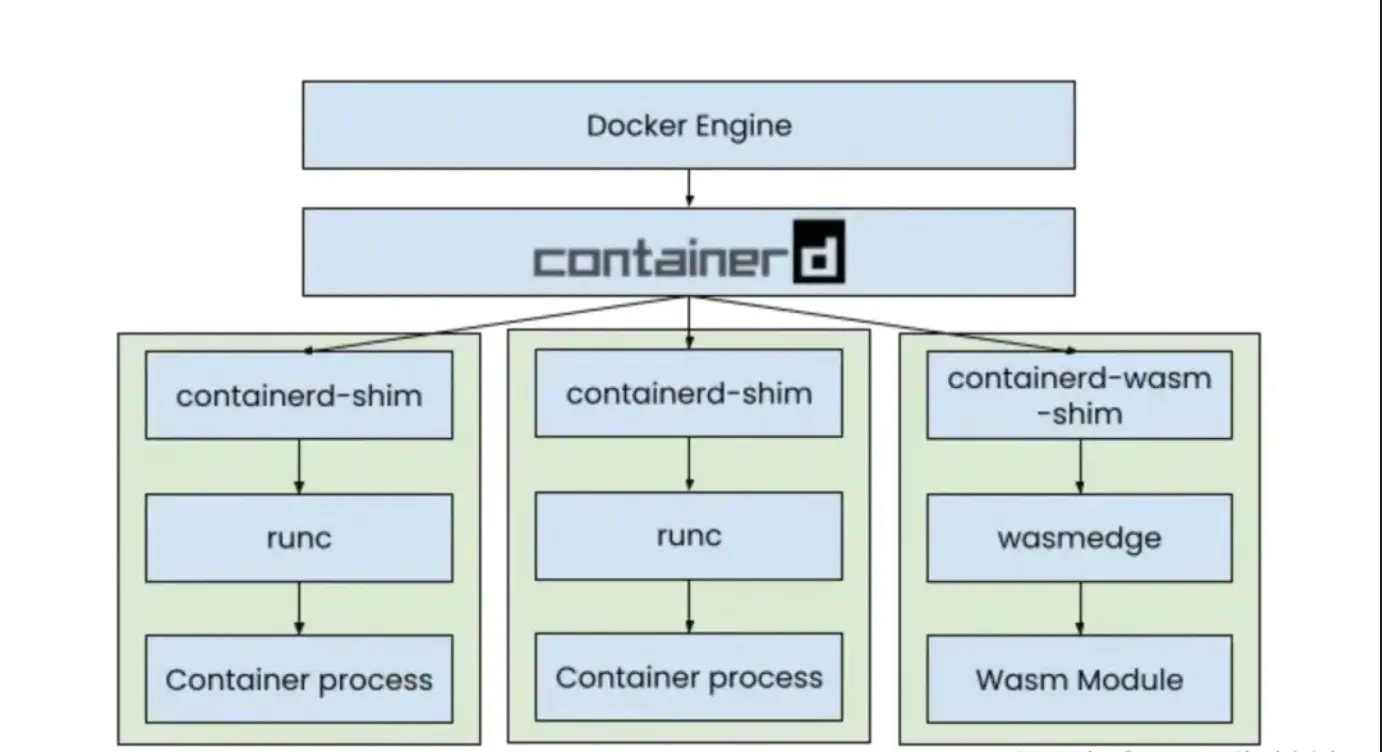 Docker Engine
containerd
containerd-shim
containerd-shim
containerd-wasm
-shim
runc
runc
wasmedge
Container process
Container process
Wasm Module